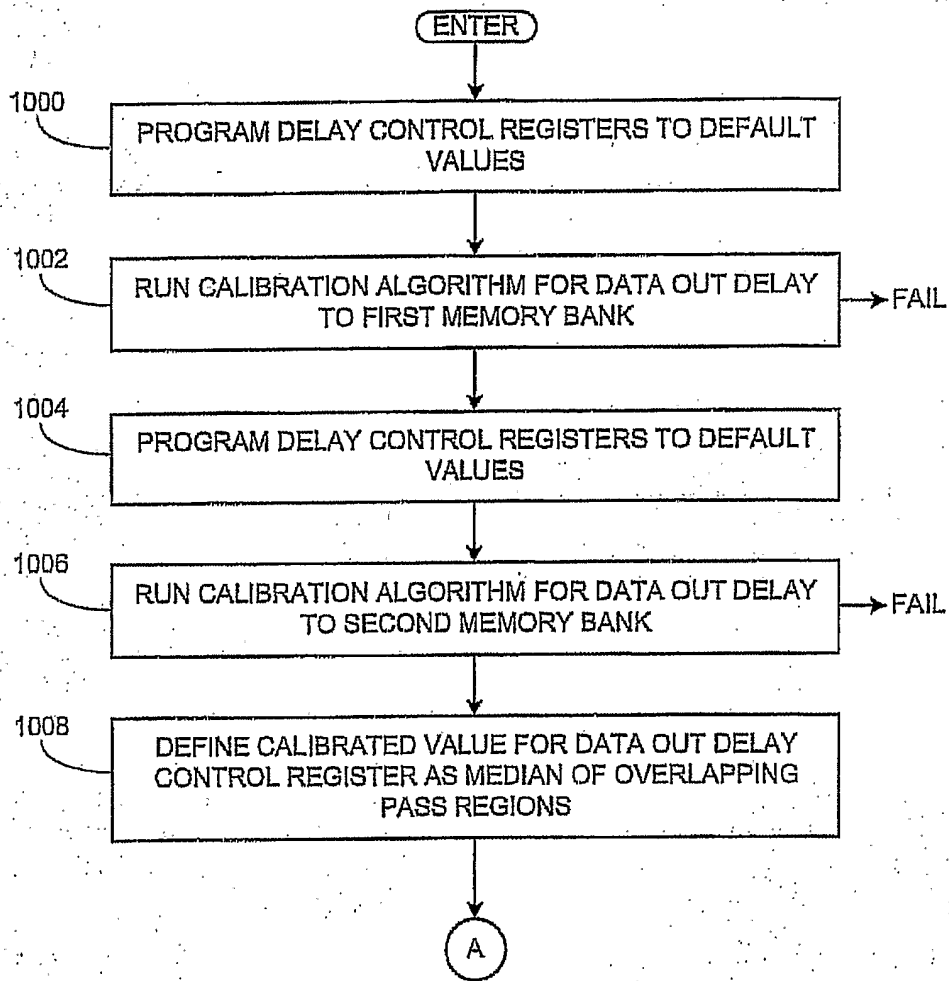 ENTER
1000
PROGRAM DELAY CONTROL REGISTERS TO DEFAULT
VALUES
1002
RUN CALIBRATION ALGORITHM FOR DATA OUT DELAY
TO FIRST MEMORY BANK
FAIL
1004
PROGRAM DELAY CONTROL REGISTERS TO DEFAULT
VALUES
1006
RUN CALIBRATION ALGORITHM FOR DATA OUT DELAY
TO SECOND MEMORY BANK
FAIL
1008
DEFINE CALIBRATED VALUE FOR DATA OUT DELAY
CONTROL REGISTER AS MEDIAN OF OVERLAPPING
PASS REGIONS
A